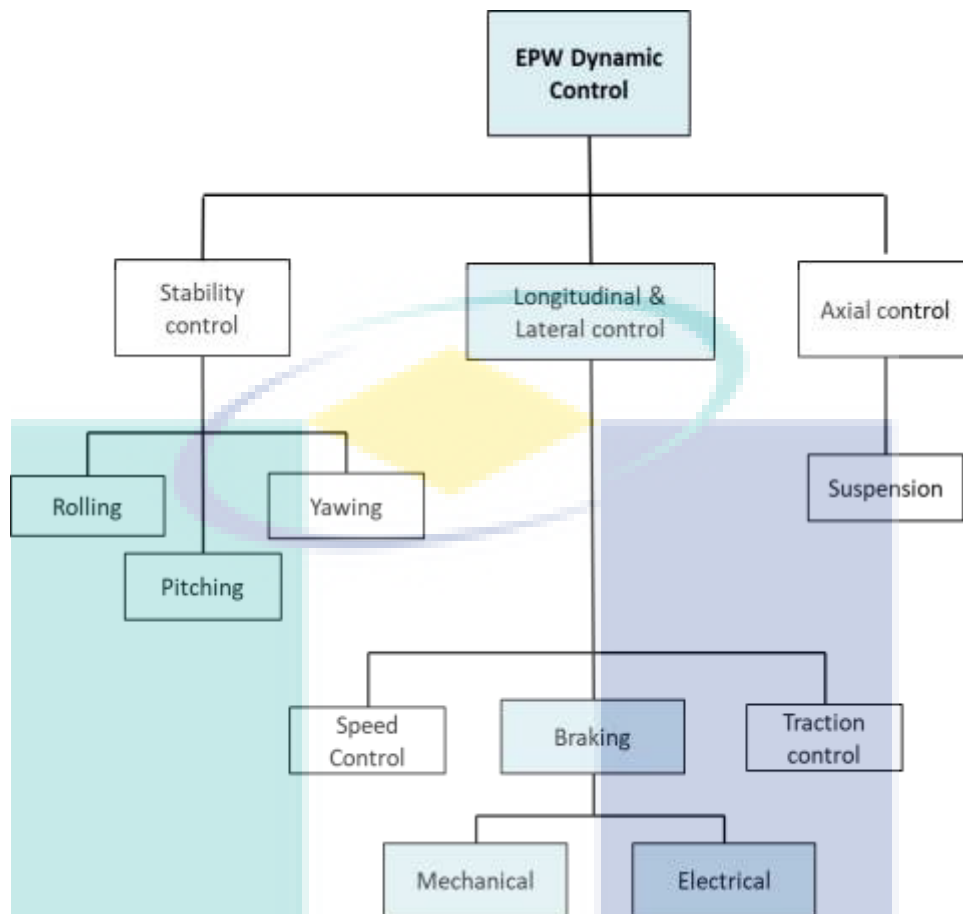 EPW Dynamic
Control
Stability
control
Longitudinal &
Lateral control
Axial control
Rolling
Yawing
Suspension
Pitching
Speed
Control
Braking
Traction
control
Mechanical
Electrical